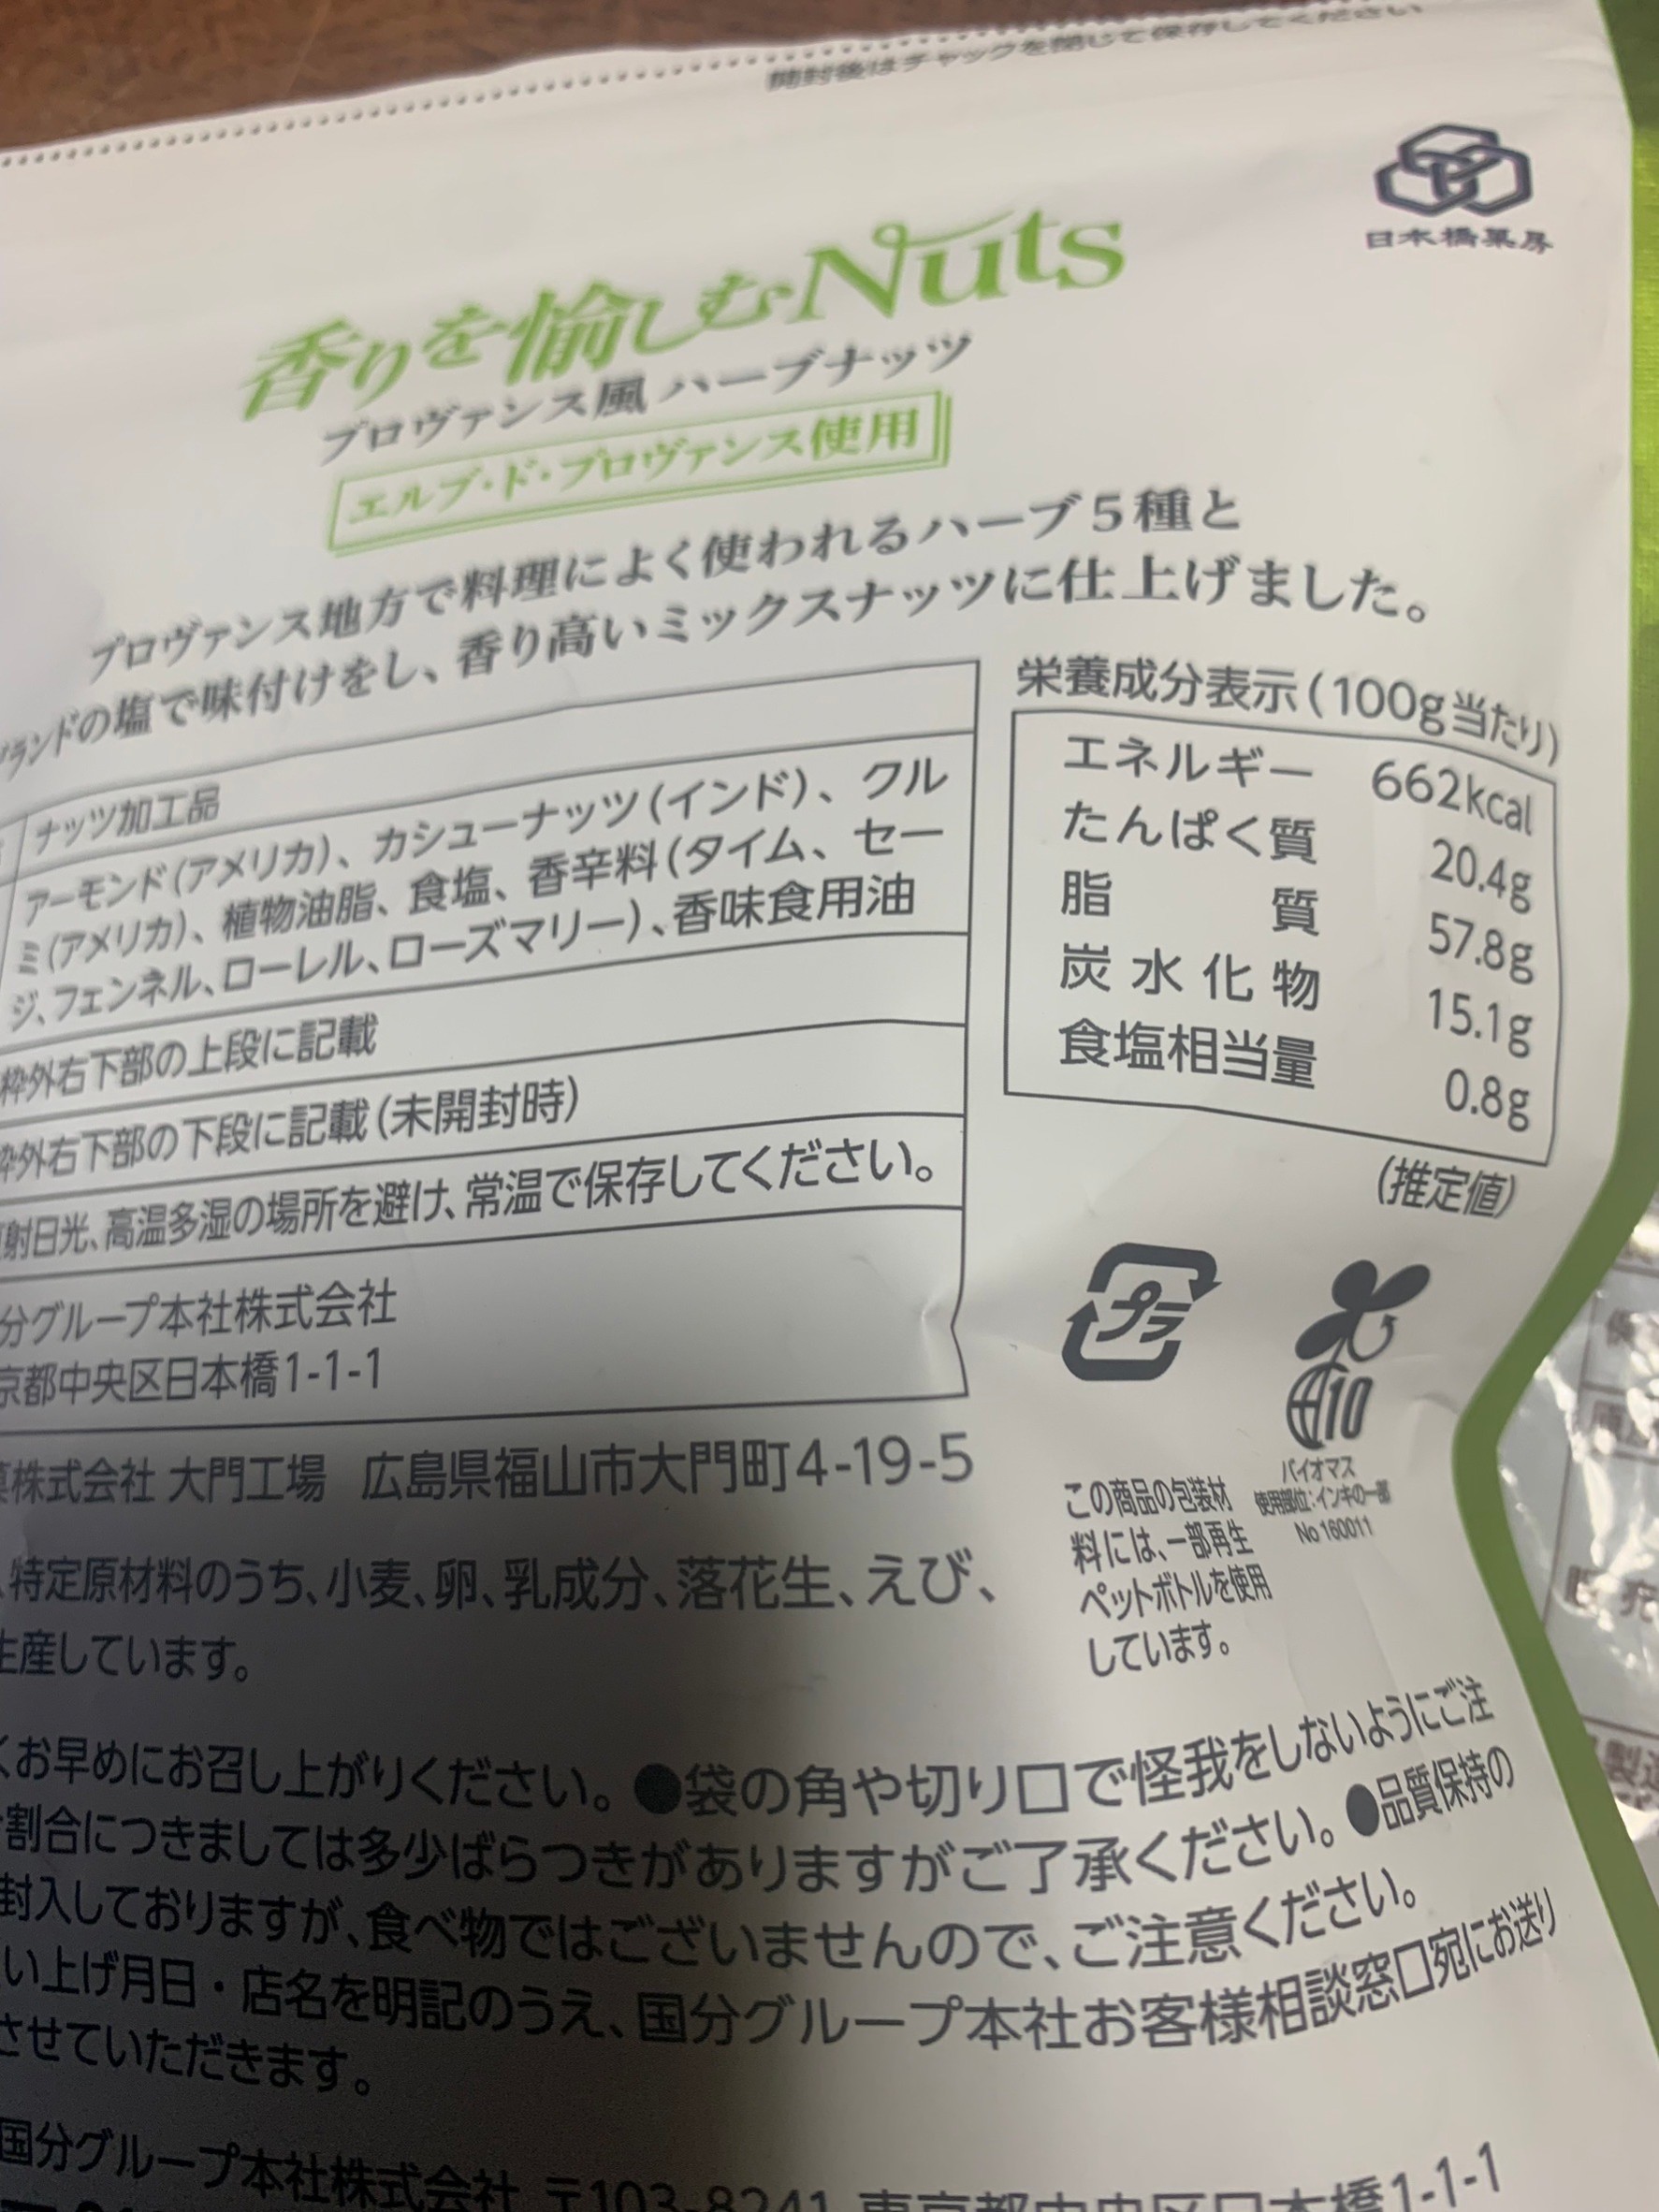 開封後はチャックを閉じて保存してください
日本橋菓房
香りを愉しむNuts
プロヴァンス風 ハーブナッツ
エルブ・ド・プロヴァンス使用
プロヴァンス地方で料理によく使われるハーブ5種と
ランドの塩で味付けをし、香り高いミックスナッツに仕上げました。
ナッツ加工品
アーモンド(アメリカ)、カシューナッツ(インド)、クル
ミ(アメリカ)、植物油脂、食塩、香辛料(タイム、セー
ジ、フェンネル、ローレル、ローズマリー)、香味食用油
枠外右下部の上段に記載
枠外右下部の下段に記載(未開封時)
射日光、高温多湿の場所を避け、常温で保存してください。
分グループ本社株式会社
京都中央区日本橋1-1-1
株式会社 大門工場 広島県福山市大門町4-19-5
特定原材料のうち、小麦、卵、乳成分、落花生、えび、
生産しています。
栄養成分表示(100g当たり)
エネルギー 662kcal
たんぱく質 20.4g
脂質 57.8g
炭水化物 15.1g
食塩相当量 0.8g
(推定値)
プラ
10
バイオマス
使用部位:インキの一部
No 160011
この商品の包装材
料には、一部再生
ペットボトルを使用
しています。
くお早めにお召し上がりください。●袋の角や切り口で怪我をしないようにご注
割合につきましては多少ばらつきがありますがご了承ください。●品質保持の
封入しておりますが、食べ物ではございませんので、ご注意ください。
い上げ月日・店名を明記のうえ、国分グループ本社お客様相談窓口宛にお送り
させていただきます。
国分グループ本社株式会社 〒103-8241 東京都中央区日本橋1-1-1